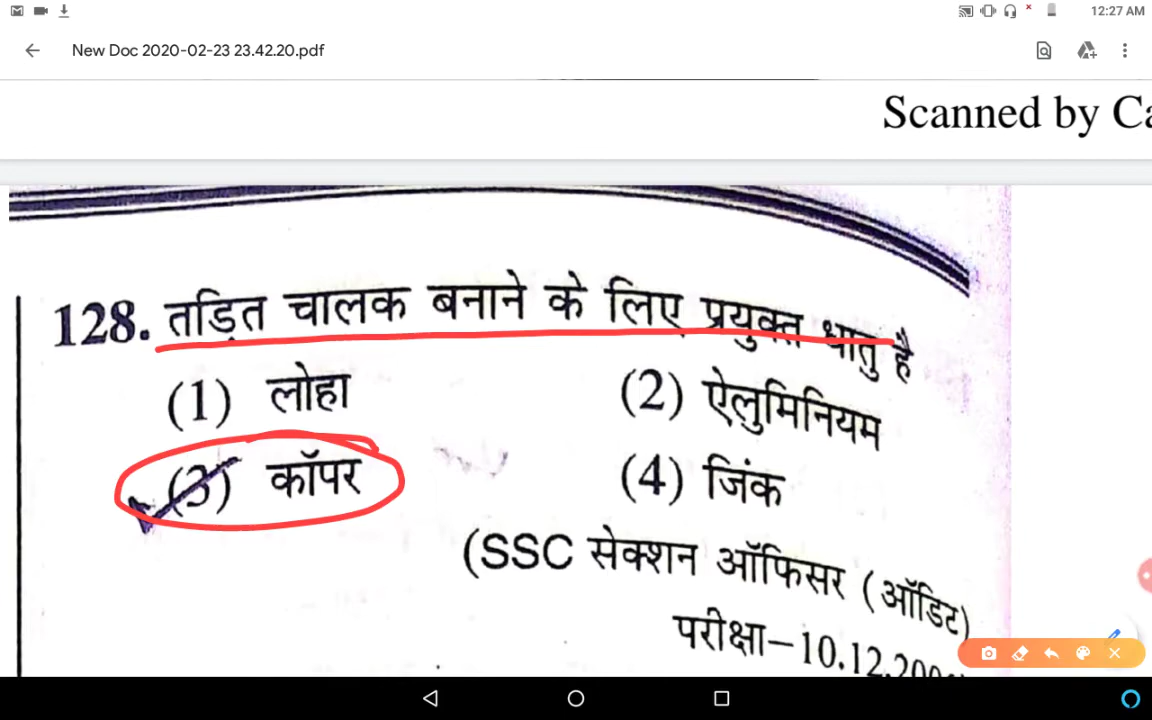 12:27 AM
New Doc 2020-02-23 23.42.20.pdf
Scanned by
128. तड़ित चालक बनाने के लिए प्रयुक्त धातु है
(1) लोहा
(2) ऐलुमिनियम
(3) कॉपर
(4) जिंक
(SSC सेक्शन ऑफिसर (ऑडिट)
परीक्षा–10.12.200